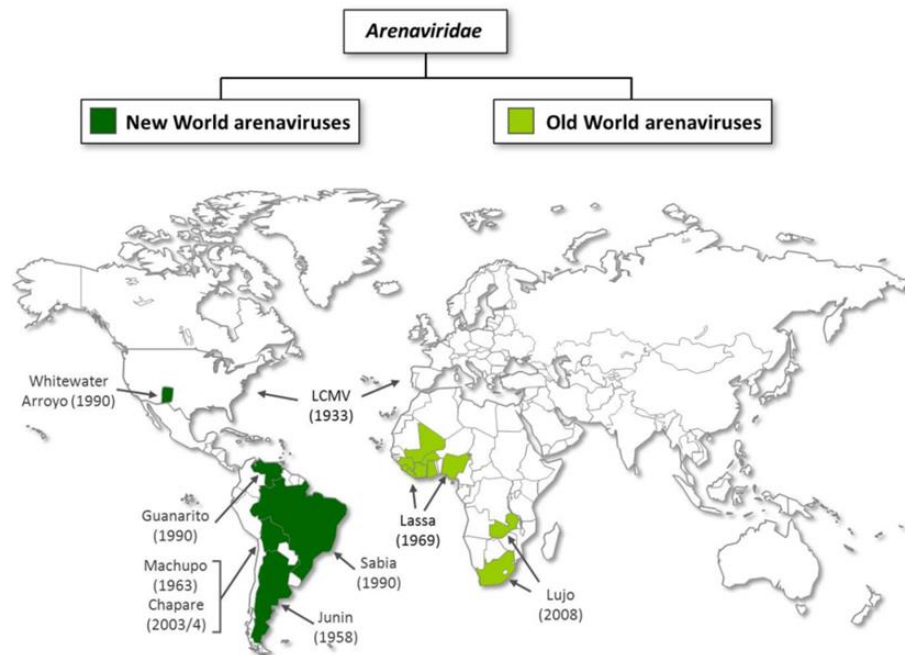 Arenaviridae
New World arenaviruses
Old World arenaviruses
Whitewater
Arroyo (1990)
LCMV
(1933)
Guanarito
(1990)
Lassa
(1969)
Machupo
(1963)
Chapare
(2003/4)
Sabia
(1990)
Junin
(1958)
Lujo
(2008)